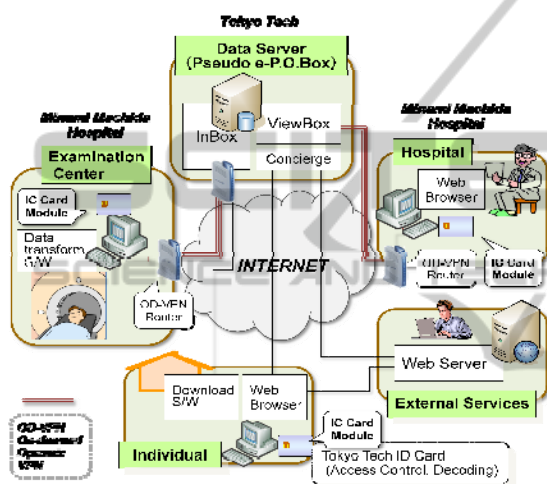 Tokyo Tech
Data Server
(Pseudo e-P.O.Box)
InBox
ViewBox
Concierge
Minami Machida
Hospital
Examination
Center
IC Card
Module
Data
transform
S/W
OD-VPN
Router
INTERNET
Minami Machida
Hospital
Hospital
Web
Browser
OD-VPN
Router
IC Card
Module
Web Server
External Services
Download
S/W
Web
Browser
Individual
IC Card
Module
Tokyo Tech ID Card
(Access Control, Decoding)
OD-VPN
On-demand
VPN
SCIENCE AND